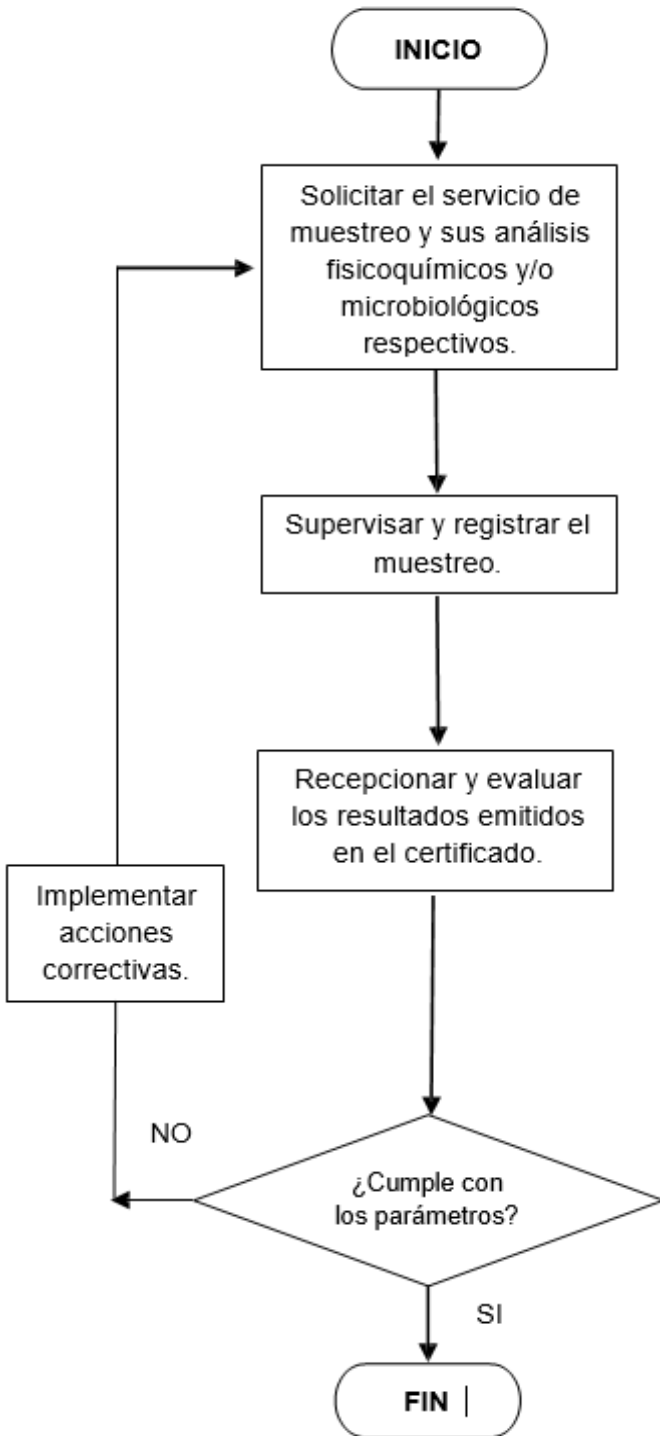 INICIO
Solicitar el servicio de
muestreo y sus análisis
fisicoquímicos y/o
microbiológicos
respectivos.
Supervisar y registrar el
muestreo.
Recepcionar y evaluar
los resultados emitidos
en el certificado.
Implementar
acciones
correctivas.
NO
¿Cumple con
los parámetros?
SI
FIN